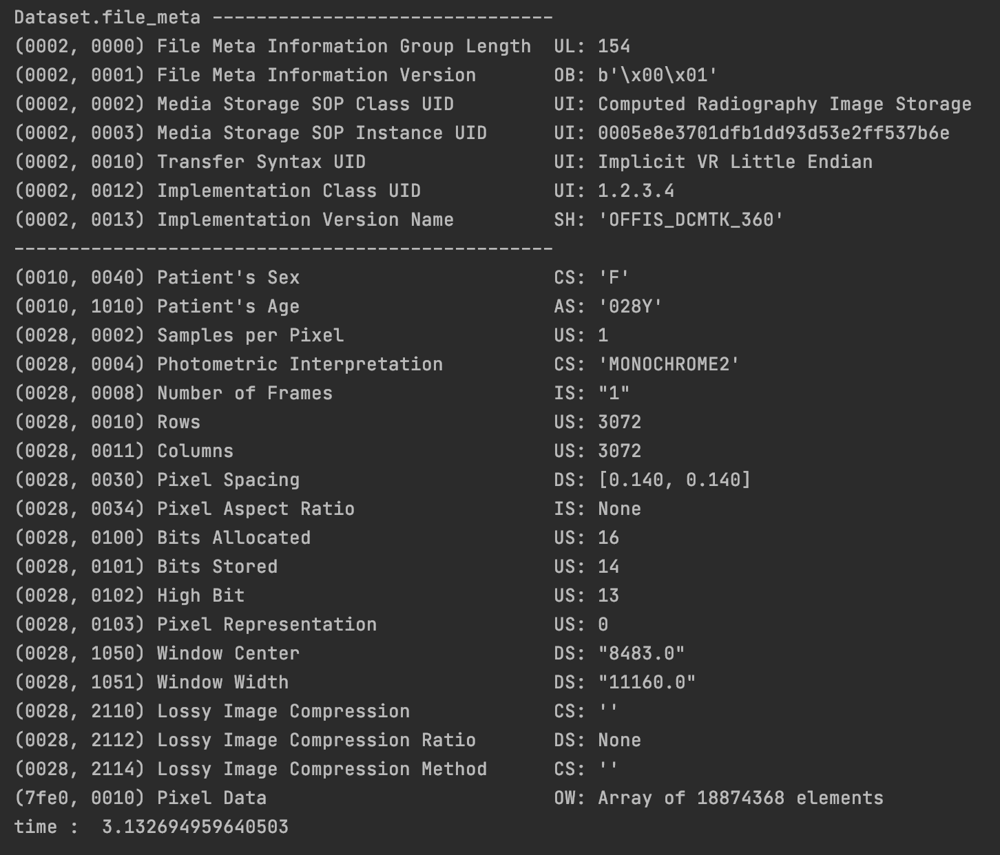 Dataset.file_meta -------------------------------
(0002, 0000) File Meta Information Group Length  UL: 154
(0002, 0001) File Meta Information Version       OB: b'\x00\x01'
(0002, 0002) Media Storage SOP Class UID         UI: Computed Radiography Image Storage
(0002, 0003) Media Storage SOP Instance UID      UI: 0005e8e3701dfb1dd93d53e2ff537b6e
(0002, 0010) Transfer Syntax UID                 UI: Implicit VR Little Endian
(0002, 0012) Implementation Class UID            UI: 1.2.3.4
(0002, 0013) Implementation Version Name         SH: 'OFFIS_DCMTK_360'
-------------------------------------------------
(0010, 0040) Patient's Sex                       CS: 'F'
(0010, 1010) Patient's Age                       AS: '028Y'
(0028, 0002) Samples per Pixel                   US: 1
(0028, 0004) Photometric Interpretation          CS: 'MONOCHROME2'
(0028, 0008) Number of Frames                    IS: "1"
(0028, 0010) Rows                                US: 3072
(0028, 0011) Columns                             US: 3072
(0028, 0030) Pixel Spacing                       DS: [0.140, 0.140]
(0028, 0034) Pixel Aspect Ratio                  IS: None
(0028, 0100) Bits Allocated                      US: 16
(0028, 0101) Bits Stored                         US: 14
(0028, 0102) High Bit                            US: 13
(0028, 0103) Pixel Representation                US: 0
(0028, 1050) Window Center                       DS: "8483.0"
(0028, 1051) Window Width                        DS: "11160.0"
(0028, 2110) Lossy Image Compression             CS: ''
(0028, 2112) Lossy Image Compression Ratio       DS: None
(0028, 2114) Lossy Image Compression Method      CS: ''
(7fe0, 0010) Pixel Data                          OW: Array of 18874368 elements
time :  3.132694959640503